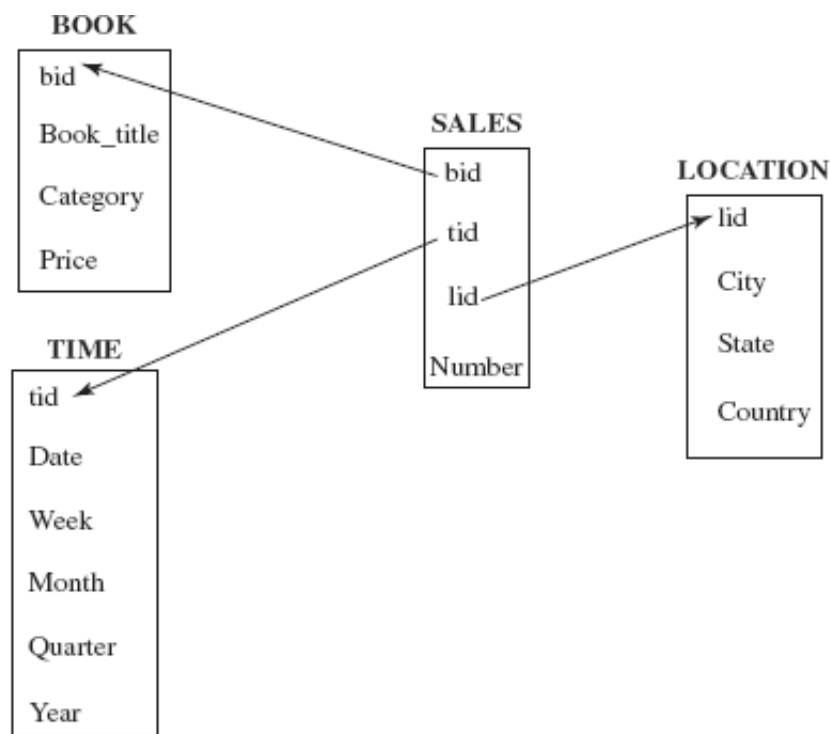 BOOK
bid
Book_title
Category
Price
SALES
bid
tid
lid
Number
LOCATION
lid
City
State
Country
TIME
tid
Date
Week
Month
Quarter
Year